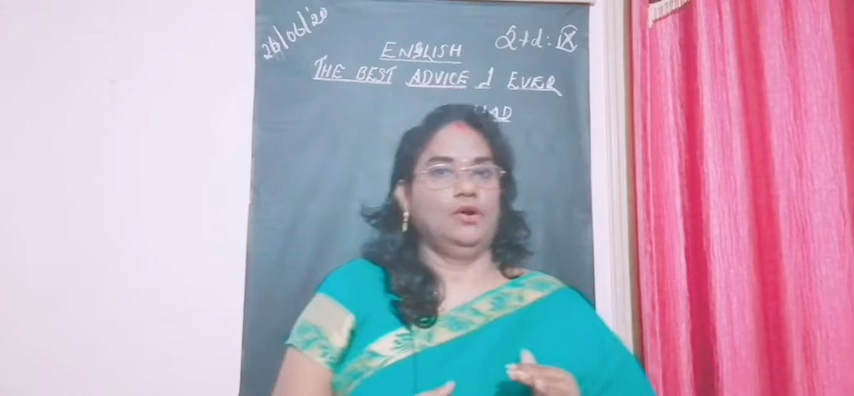 26/06/20
ENGLISH
Std: IX
THE BEST ADVICE I EVER
HAD